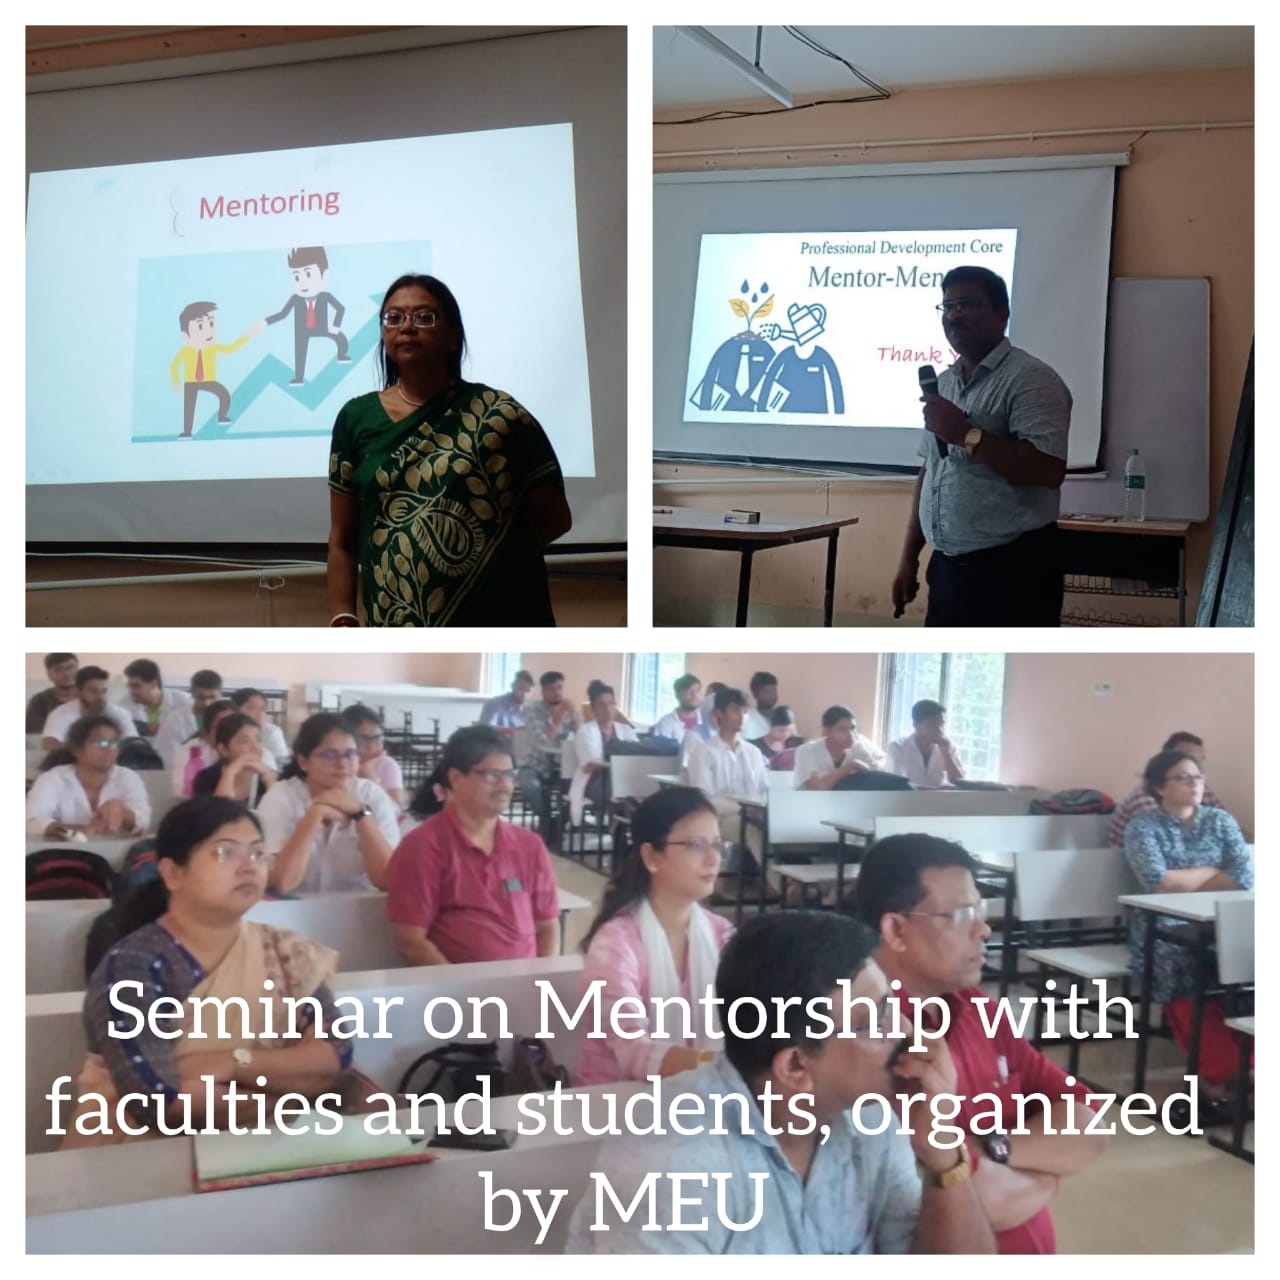 Mentoring
Professional Development Core
Mentor-Men
Thank Y
Seminar on Mentorship with
faculties and students, organized
by MEU